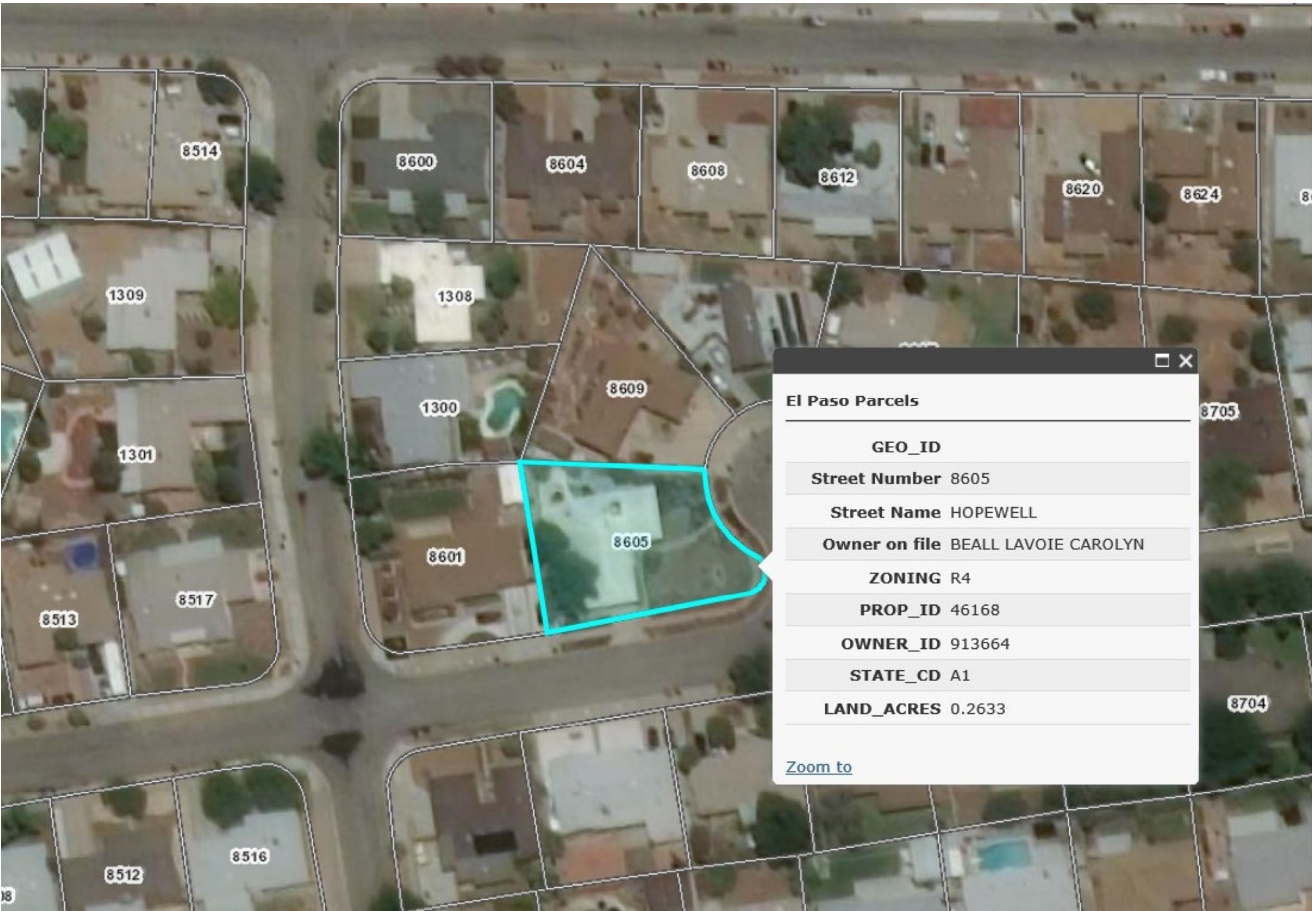 8514
8600
8604
8608
8612
8620
8624
1309
1308
1300
8609
1301
8705
8601
8605
8513
8517
8704
8512
8516
El Paso Parcels
GEO_ID
Street Number 8605
Street Name HOPEWELL
Owner on file BEALL LAVOIE CAROLYN
ZONING R4
PROP_ID 46168
OWNER_ID 913664
STATE_CD A1
LAND_ACRES 0.2633
Zoom to